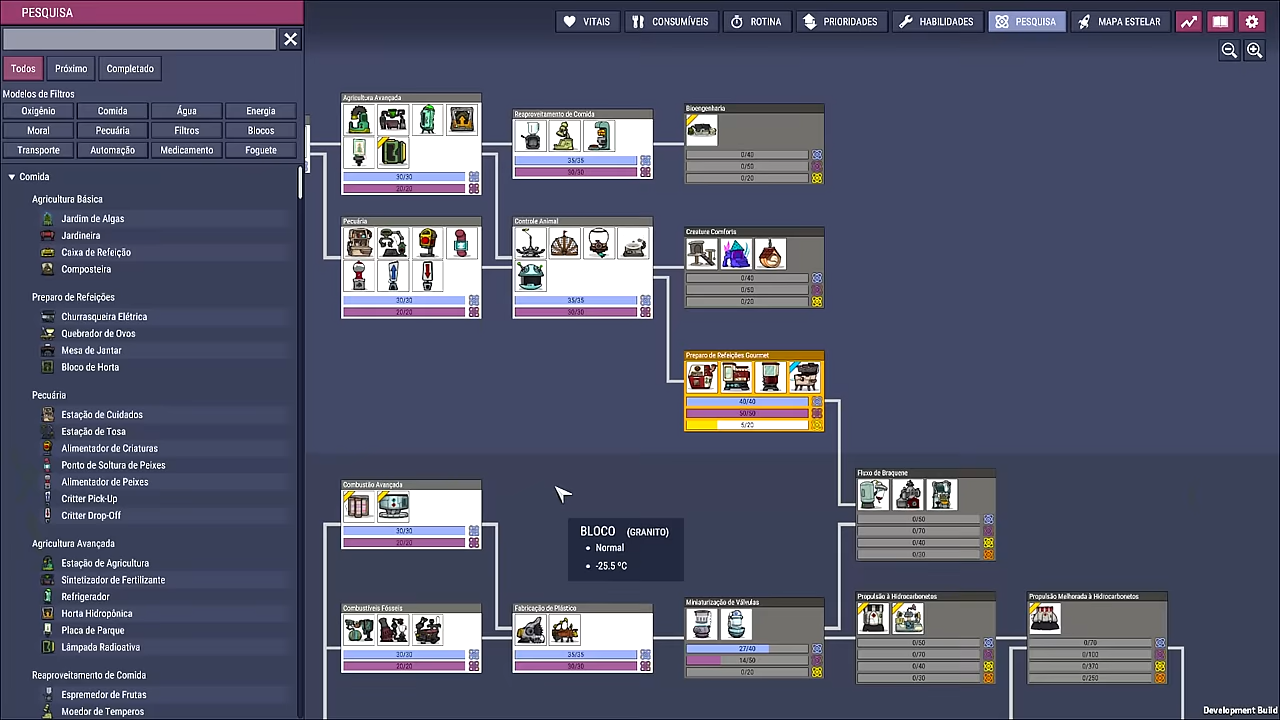 PESQUISA
VITAIS
CONSUMÍVEIS
ROTINA
PRIORIDADES
HABILIDADES
PESQUISA
MAPA ESTELAR
Todos
Próximo
Completado
Modelos de Filtros
Oxigênio
Comida
Água
Energia
Moral
Pecuária
Filtros
Blocos
Transporte
Automação
Medicamento
Foguete
Comida
Agricultura Básica
Jardim de Algas
Jardineira
Caixa de Refeição
Composteira
Preparo de Refeições
Churrasqueira Elétrica
Quebrador de Ovos
Mesa de Jantar
Bloco de Horta
Pecuária
Estação de Cuidados
Estação de Tosa
Alimentador de Criaturas
Ponto de Soltura de Peixes
Alimentador de Peixes
Critter Pick-Up
Critter Drop-Off
Agricultura Avançada
Estação de Agricultura
Sintetizador de Fertilizante
Refrigerador
Horta Hidropônica
Placa de Parque
Lâmpada Radioativa
Reaproveitamento de Comida
Espremedor de Frutas
Moedor de Temperos
Agricultura Avançada
30/30
20/20
Reaproveitamento de Comida
35/35
30/30
Bioengenharia
0/40
0/50
0/20
Pecuária
30/30
20/20
Controle Animal
35/35
30/30
Creature Comforts
0/40
0/50
0/20
Preparo de Refeições Gourmet
40/40
50/50
5/20
Combustão Avançada
30/30
20/20
BLOCO (GRANITO)
• Normal
• -25.5 ºC
Fluxo de Braquene
0/50
0/70
0/40
0/30
Combustíveis Fósseis
30/30
20/20
Fabricação de Plástico
35/35
30/30
Miniaturização de Válvulas
27/40
14/50
0/20
Propulsão à Hidrocarbonetos
0/50
0/70
0/40
0/30
Propulsão Melhorada à Hidrocarbonetos
0/70
0/100
0/370
0/250
Development Build